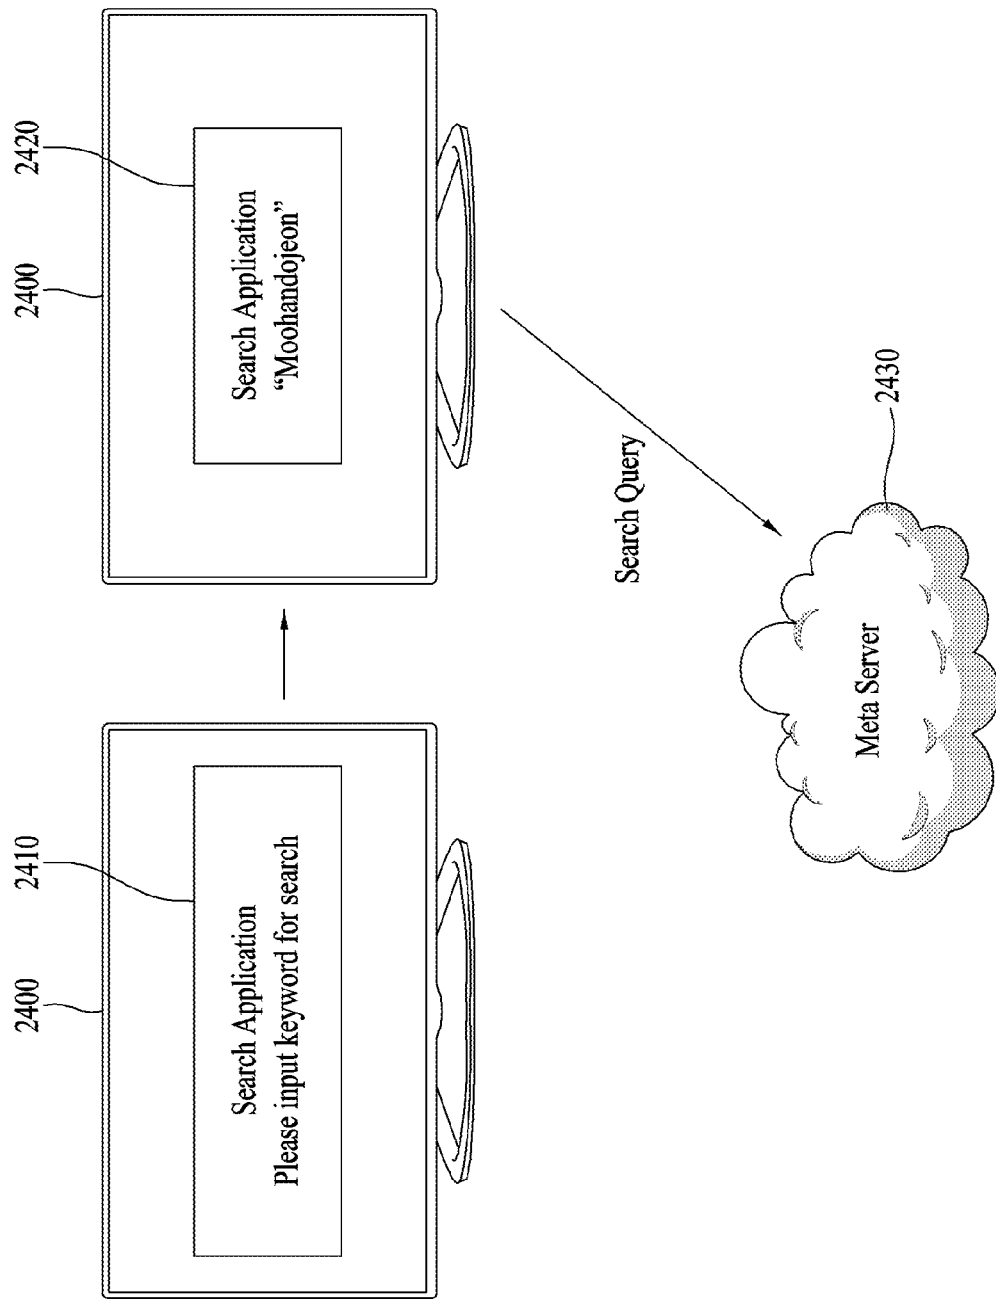 2400
2410
Search Application
Please input keyword for search
2400
2420
Search Application
“Moohandojeon”
Search Query
2430
Meta Server